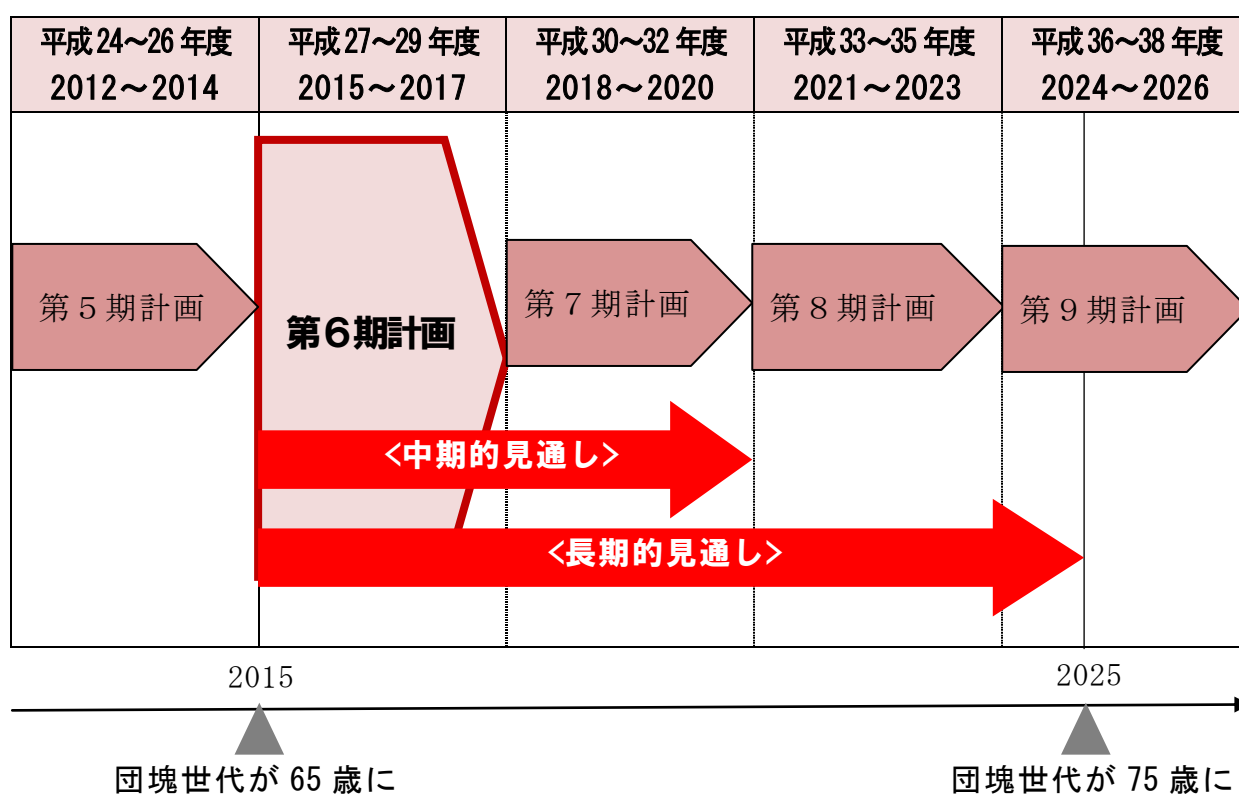 平成24～26年度
2012～2014
平成27～29年度
2015～2017
平成30～32年度
2018～2020
平成33～35年度
2021～2023
平成36～38年度
2024～2026
第５期計画
第６期計画
第７期計画
第８期計画
第９期計画
<中期的見通し>
<長期的見通し>
2015
2025
団塊世代が65歳に
団塊世代が75歳に